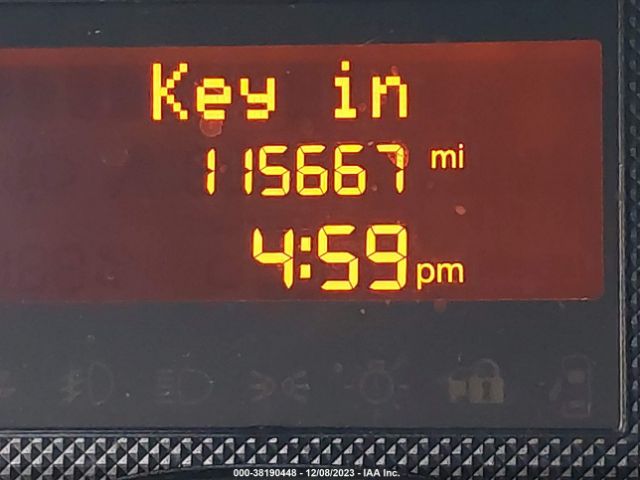 Key in
115667 mi
4:59 pm
000-38190448 - 12/08/2023 - IAA Inc.